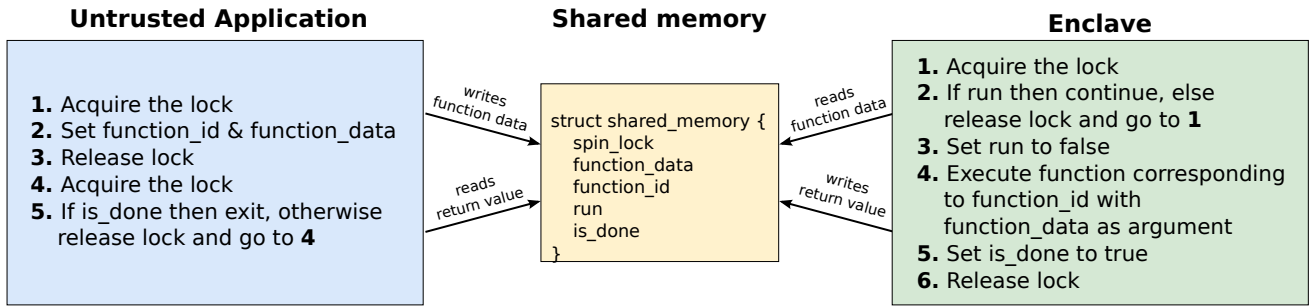 Untrusted Application
1. Acquire the lock
2. Set function_id & function_data
3. Release lock
4. Acquire the lock
5. If is_done then exit, otherwise
release lock and go to 4
writes
function data
reads
return value
Shared memory
struct shared_memory {
spin_lock
function_data
function_id
run
is_done
}
reads
function data
writes
return value
Enclave
1. Acquire the lock
2. If run then continue, else
release lock and go to 1
3. Set run to false
4. Execute function corresponding
to function_id with
function_data as argument
5. Set is_done to true
6. Release lock